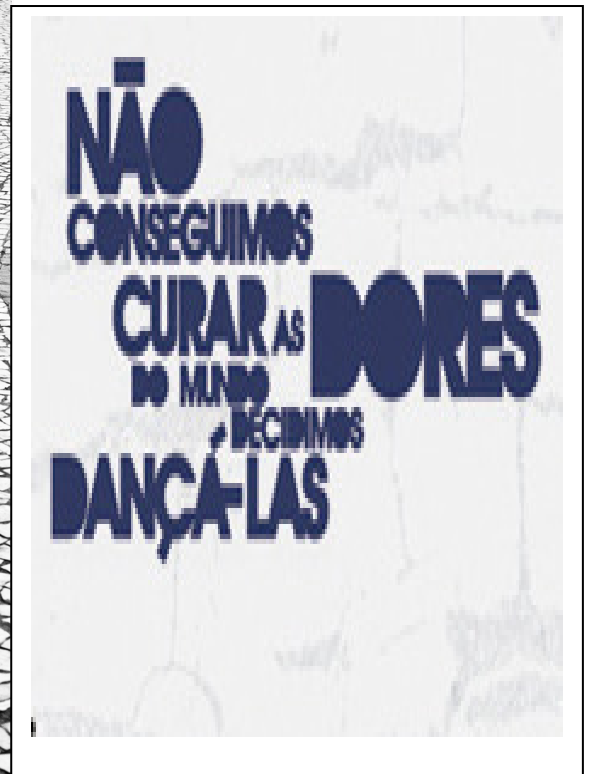 NÃO
CONSEGUIMOS
CURAR AS DORES
DO MUNDO
DECIDIMOS
DANÇÁ-LAS